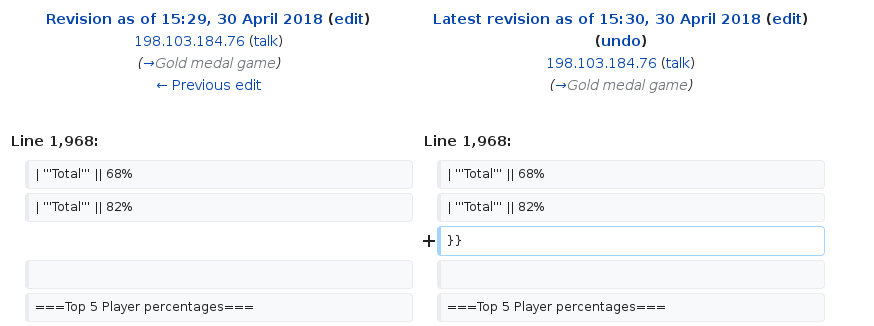 Revision as of 15:29, 30 April 2018 (edit)
198.103.184.76 (talk)
(→Gold medal game)
← Previous edit
Latest revision as of 15:30, 30 April 2018 (edit)
(undo)
198.103.184.76 (talk)
(→Gold medal game)
Line 1,968:
Line 1,968:
| '''Total''' || 68%
| '''Total''' || 68%
| '''Total''' || 82%
| '''Total''' || 82%
+ }}
===Top 5 Player percentages===
===Top 5 Player percentages===